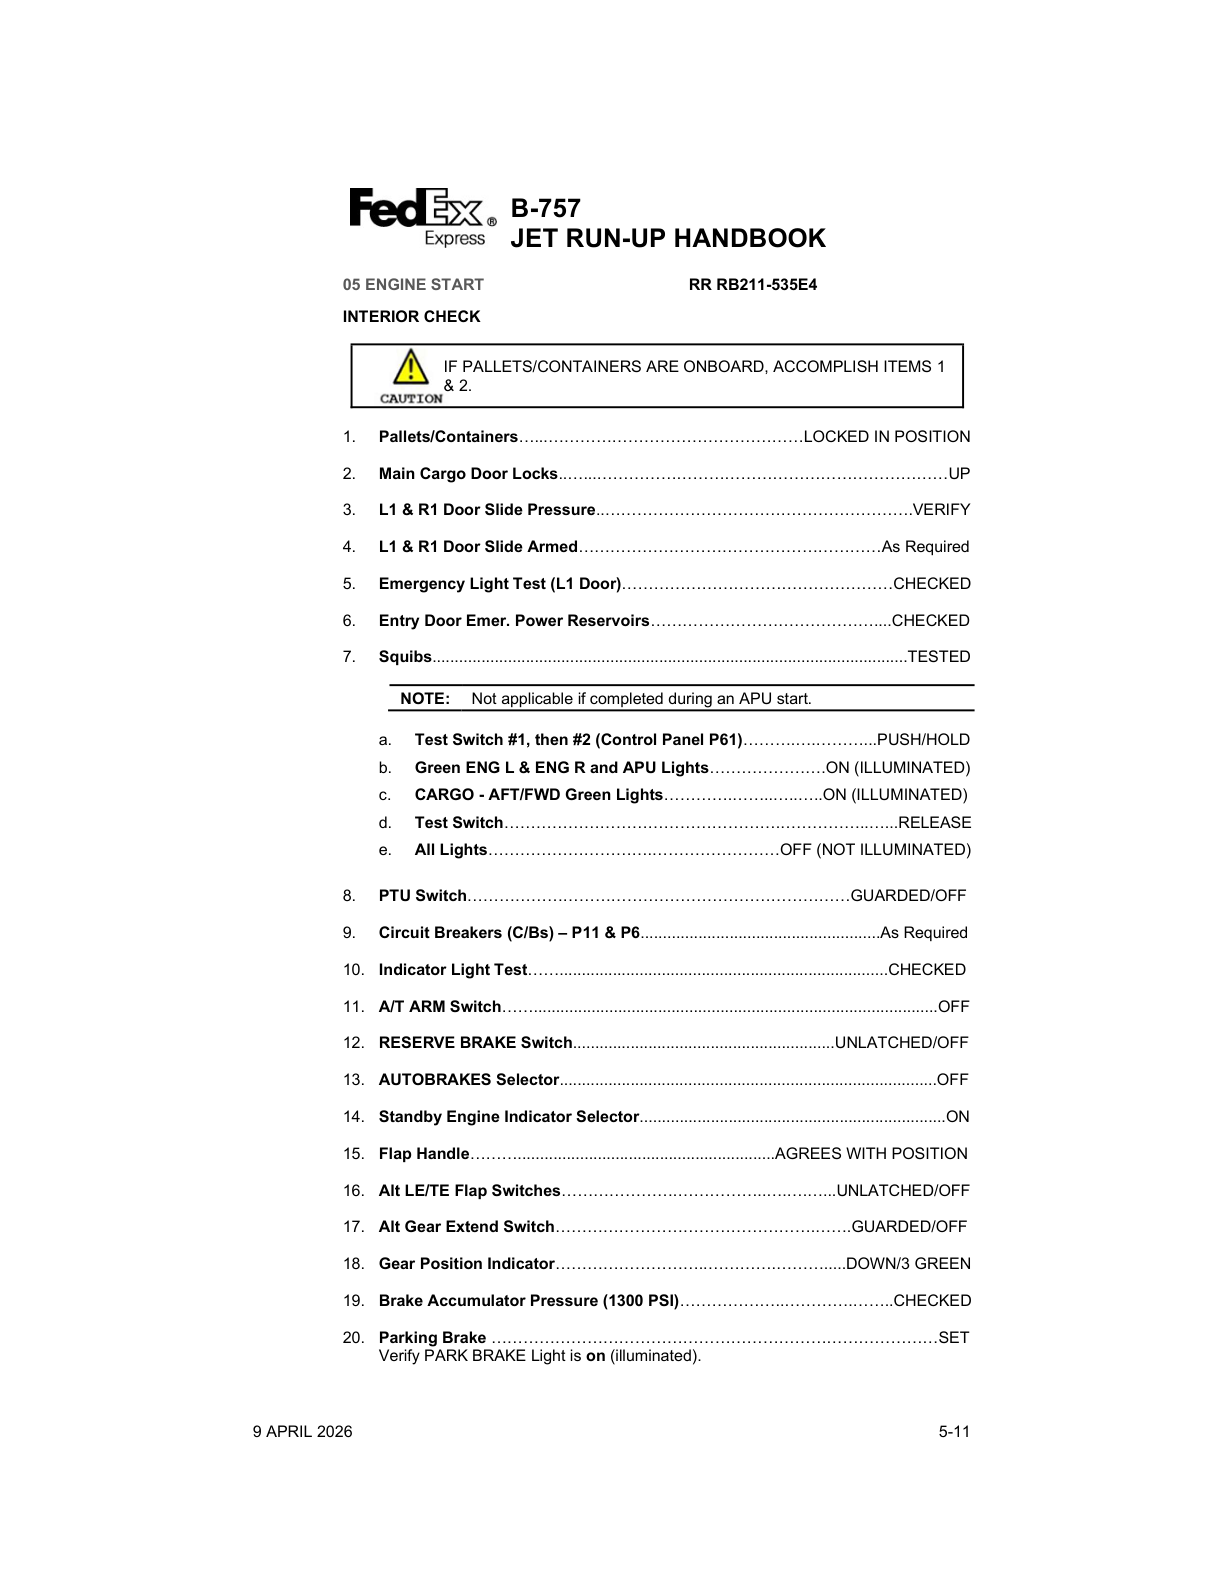 FedEx ® B-757
Express JET RUN-UP HANDBOOK
05 ENGINE START RR RB211-535E4
INTERIOR CHECK
IF PALLETS/CONTAINERS ARE ONBOARD, ACCOMPLISH ITEMS 1
& 2.
CAUTION
1. Pallets/Containers…...…………………………………………LOCKED IN POSITION
2. Main Cargo Door Locks..…...…………………………………………………………UP
3. L1 & R1 Door Slide Pressure..………………………………………………….VERIFY
4. L1 & R1 Door Slide Armed…………………………………………………As Required
5. Emergency Light Test (L1 Door)……………………………………………CHECKED
6. Entry Door Emer. Power Reservoirs……………………………………....CHECKED
7. Squibs...........................................................................................................TESTED
NOTE: Not applicable if completed during an APU start.
a. Test Switch #1, then #2 (Control Panel P61)……….….………...PUSH/HOLD
b. Green ENG L & ENG R and APU Lights………………….ON (ILLUMINATED)
c. CARGO - AFT/FWD Green Lights………….……..…..…..ON (ILLUMINATED)
d. Test Switch…………………………………………………………..…...RELEASE
e. All Lights………………………….……………………OFF (NOT ILLUMINATED)
8. PTU Switch………………………………………………………………GUARDED/OFF
9. Circuit Breakers (C/Bs) – P11 & P6......................................................As Required
10. Indicator Light Test…….........................................................................CHECKED
11. A/T ARM Switch……...........................................................................................OFF
12. RESERVE BRAKE Switch...........................................................UNLATCHED/OFF
13. AUTOBRAKES Selector.....................................................................................OFF
14. Standby Engine Indicator Selector.....................................................................ON
15. Flap Handle………..........................................................AGREES WITH POSITION
16. Alt LE/TE Flap Switches……………………………….….….…...UNLATCHED/OFF
17. Alt Gear Extend Switch………………………………………….…….GUARDED/OFF
18. Gear Position Indicator………………………..………………….....DOWN/3 GREEN
19. Brake Accumulator Pressure (1300 PSI)………………..………….……..CHECKED
20. Parking Brake …………………………………………………………………………SET
Verify PARK BRAKE Light is on (illuminated).
9 APRIL 2026 5-11